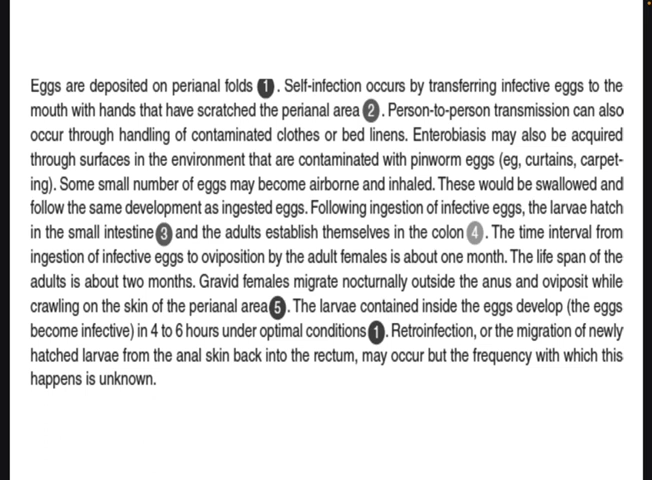 Eggs are deposited on perianal folds 1. Self-infection occurs by transferring infective eggs to the
mouth with hands that have scratched the perianal area 2. Person-to-person transmission can also
occur through handling of contaminated clothes or bed linens. Enterobiasis may also be acquired
through surfaces in the environment that are contaminated with pinworm eggs (eg, curtains, carpet-
ing). Some small number of eggs may become airborne and inhaled. These would be swallowed and
follow the same development as ingested eggs. Following ingestion of infective eggs, the larvae hatch
in the small intestine 3 and the adults establish themselves in the colon 4. The time interval from
ingestion of infective eggs to oviposition by the adult females is about one month. The life span of the
adults is about two months. Gravid females migrate nocturnally outside the anus and oviposit while
crawling on the skin of the perianal area 5. The larvae contained inside the eggs develop (the eggs
become infective) in 4 to 6 hours under optimal conditions 1. Retroinfection, or the migration of newly
hatched larvae from the anal skin back into the rectum, may occur but the frequency with which this
happens is unknown.